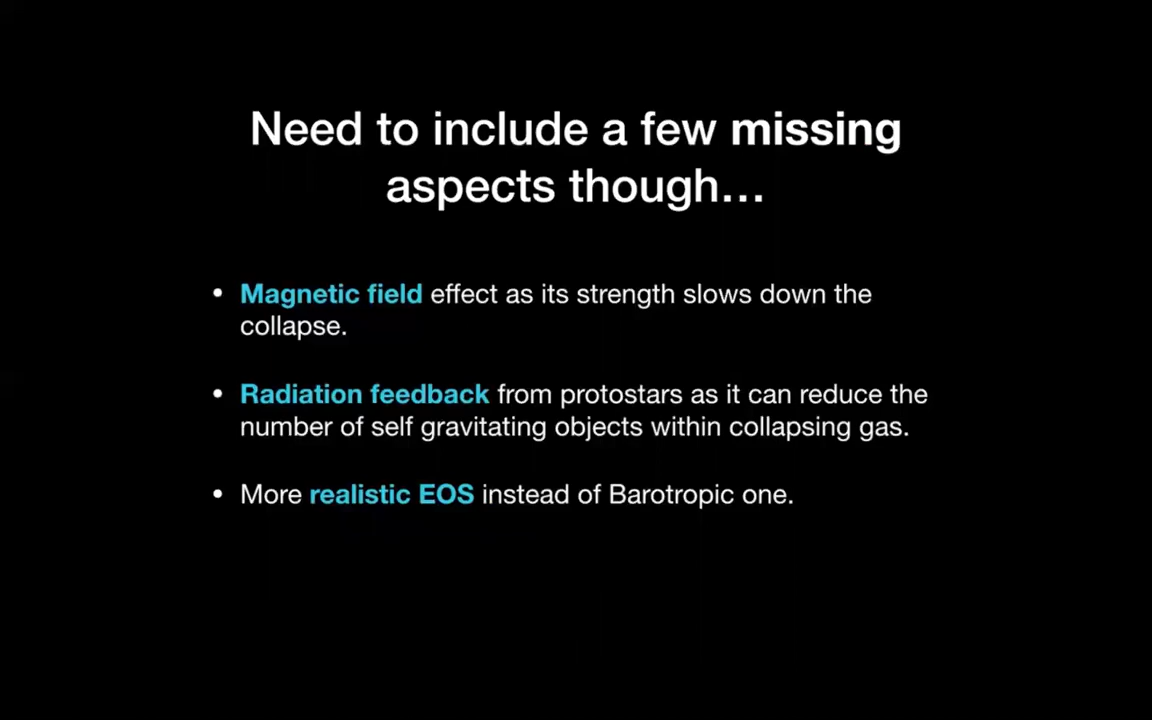 Need to include a few missing
aspects though…
• Magnetic field effect as its strength slows down the
collapse.
• Radiation feedback from protostars as it can reduce the
number of self gravitating objects within collapsing gas.
• More realistic EOS instead of Barotropic one.